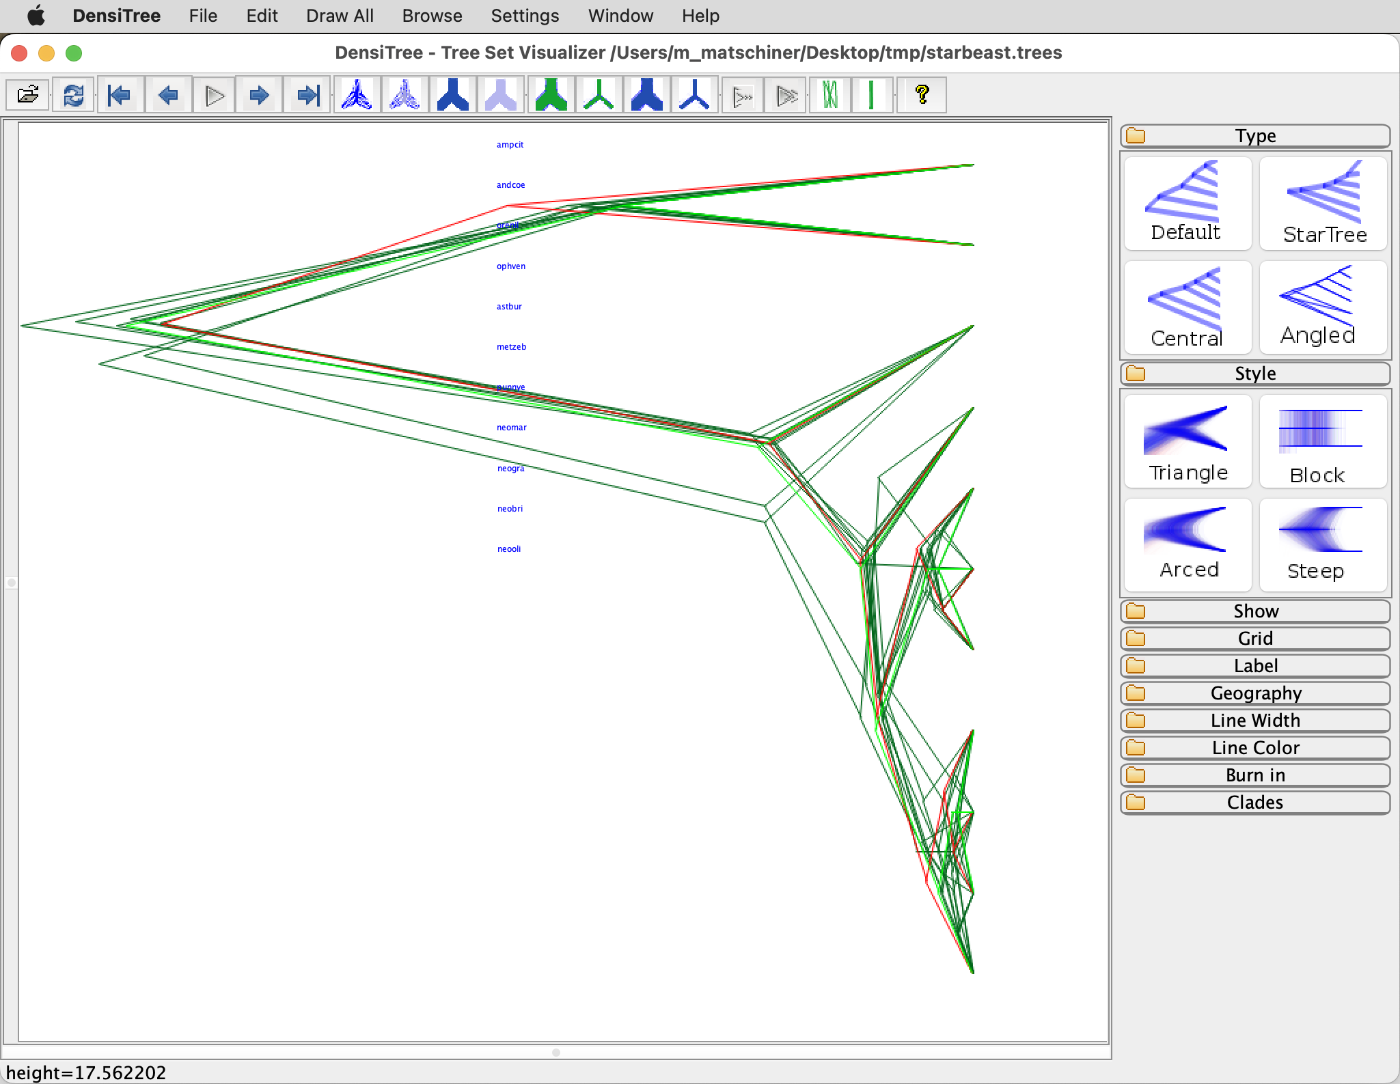 DensiTree File Edit Draw All Browse Settings Window Help
DensiTree - Tree Set Visualizer /Users/m_matschiner/Desktop/tmp/starbeast.trees
?
ampcit
andcoe
ophven
astbur
metzeb
neomar
neogra
neobri
neooli
Type
Default StarTree
Central Angled
Style
Triangle Block
Arced Steep
Show
Grid
Label
Geography
Line Width
Line Color
Burn in
Clades
height=17.562202